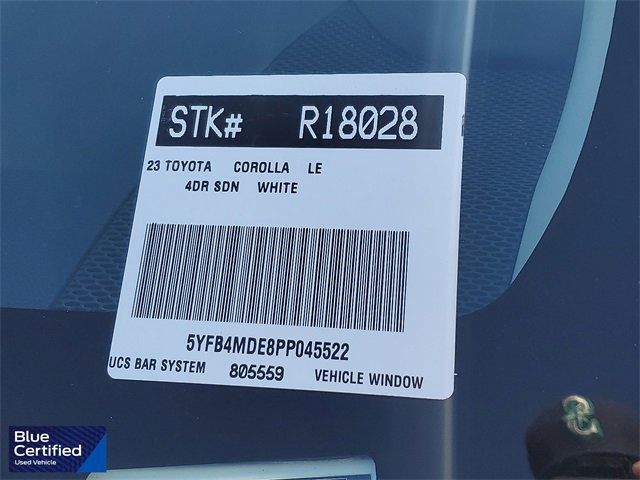 STK# R18028
23 TOYOTA COROLLA LE
4DR SDN WHITE
5YFB4MDE8PP045522
UCS BAR SYSTEM 805559 VEHICLE WINDOW
Blue
Certified
Used Vehicle